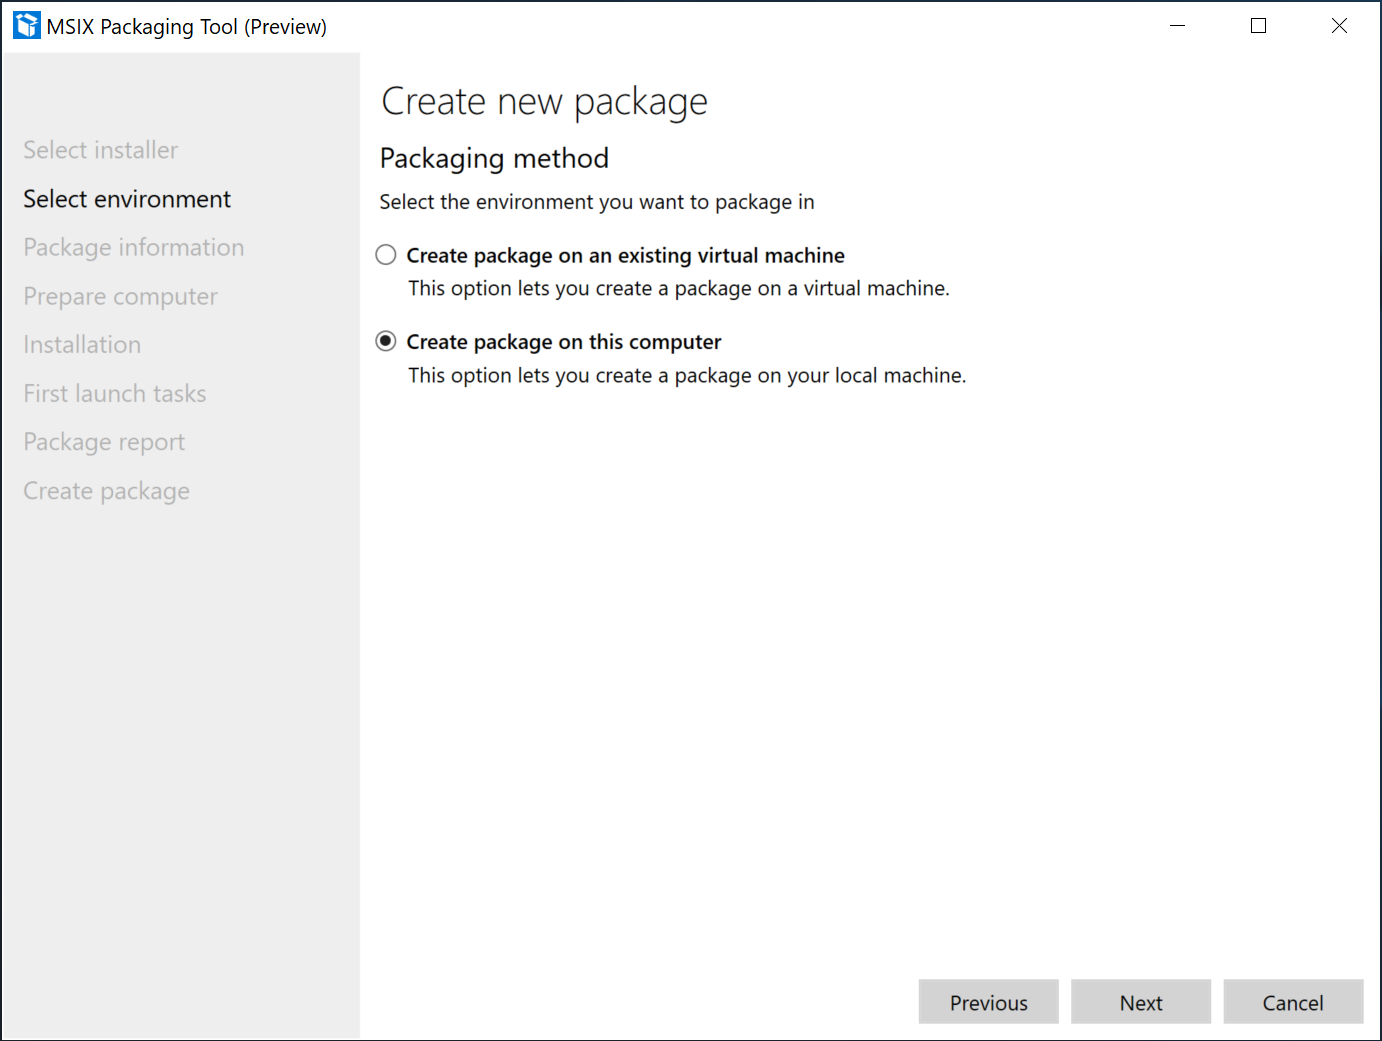 MSIX Packaging Tool (Preview)
Select installer
Select environment
Package information
Prepare computer
Installation
First launch tasks
Package report
Create package
Create new package
Packaging method
Select the environment you want to package in
Create package on an existing virtual machine
This option lets you create a package on a virtual machine.
Create package on this computer
This option lets you create a package on your local machine.
Previous
Next
Cancel